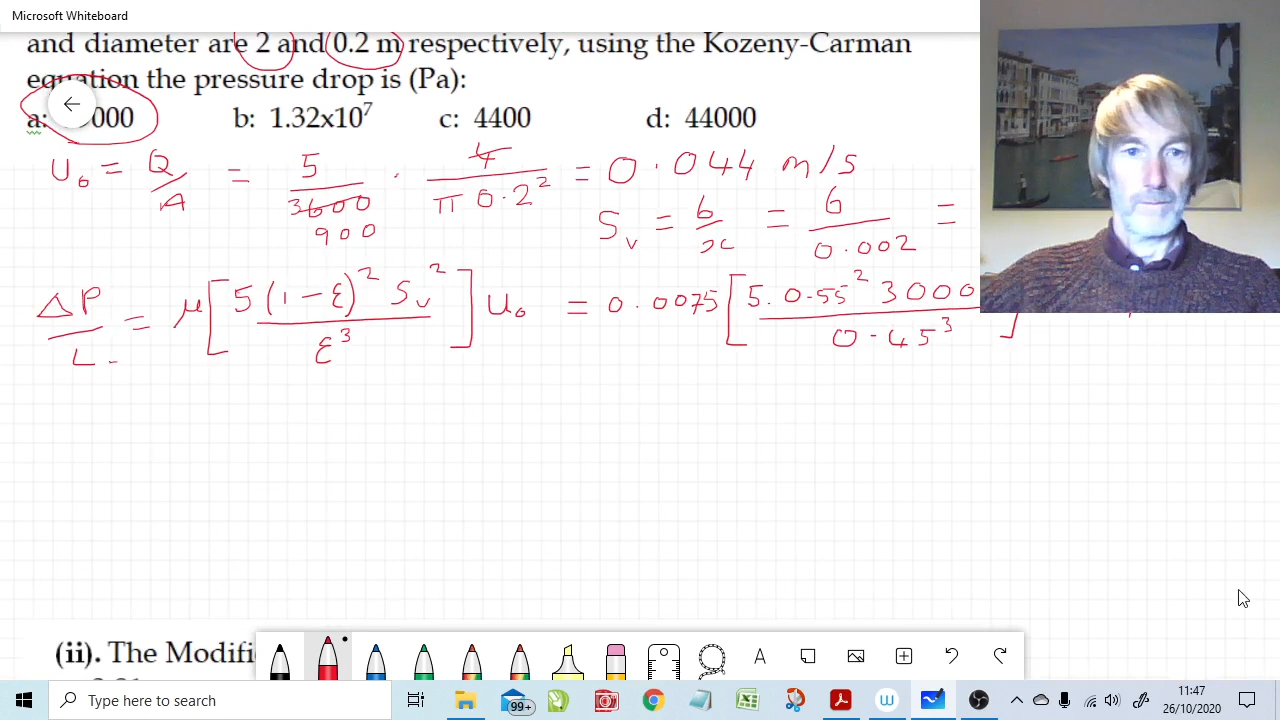 Microsoft Whiteboard
and diameter are 2 and 0.2 m respectively, using the Kozeny-Carman
equation the pressure drop is (Pa):
a: 000 b: 1.32x10⁷ c: 4400 d: 44000
U₀ = Q/A = 5/3600 900 · 4/π 0.2² = 0.044 m/s
Sᵥ = 6/x = 6/0.002 =
ΔP/L = μ[5(1-ε)² Sᵥ²/ε³] U₀ = 0.0075 [5. 0.55² 3000/0.45³]
(ii). The Modifi
A
99+
Type here to search
11:47
26/10/2020